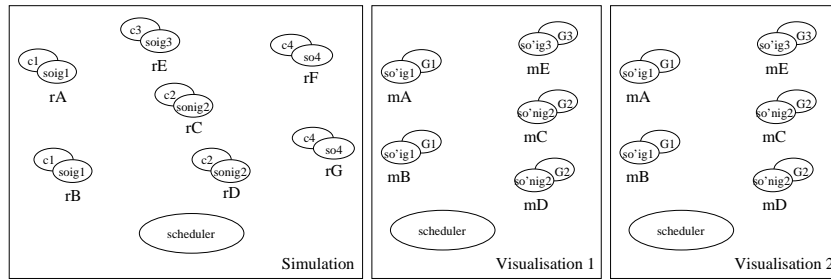 c1
soig1
rA
c3
soig3
rE
c4
so4
rF
c2
sonig2
rC
c1
soig1
rB
c2
sonig2
rD
c4
so4
rG
scheduler
Simulation
G1
so'ig1
mA
G3
so'ig3
mE
G2
so'nig2
mC
G1
so'ig1
mB
G2
so'nig2
mD
scheduler
Visualisation 1
G1
so'ig1
mA
G3
so'ig3
mE
G2
so'nig2
mC
G1
so'ig1
mB
G2
so'nig2
mD
scheduler
Visualisation 2